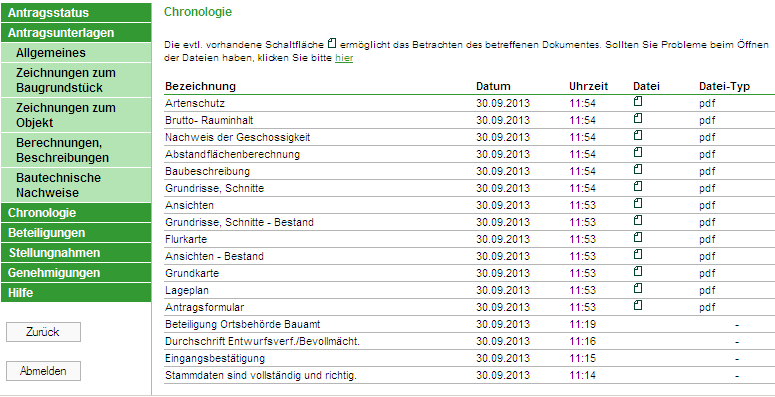 Antragsstatus
Antragsunterlagen
Allgemeines
Zeichnungen zum
Baugrundstück
Zeichnungen zum
Objekt
Berechnungen,
Beschreibungen
Bautechnische
Nachweise
Chronologie
Beteiligungen
Stellungnahmen
Genehmigungen
Hilfe
Zurück
Abmelden
Chronologie
Die evtl. vorhandene Schaltfläche ermöglicht das Betrachten des betreffenen Dokumentes. Sollten Sie Probleme beim Öffnen
der Dateien haben, klicken Sie bitte hier
Bezeichnung Datum Uhrzeit Datei Datei-Typ
Artenschutz 30.09.2013 11:54 pdf
Brutto- Rauminhalt 30.09.2013 11:54 pdf
Nachweis der Geschossigkeit 30.09.2013 11:54 pdf
Abstandflächenberechnung 30.09.2013 11:54 pdf
Baubeschreibung 30.09.2013 11:54 pdf
Grundrisse, Schnitte 30.09.2013 11:54 pdf
Ansichten 30.09.2013 11:53 pdf
Grundrisse, Schnitte - Bestand 30.09.2013 11:53 pdf
Flurkarte 30.09.2013 11:53 pdf
Ansichten - Bestand 30.09.2013 11:53 pdf
Grundkarte 30.09.2013 11:53 pdf
Lageplan 30.09.2013 11:53 pdf
Antragsformular 30.09.2013 11:53 pdf
Beteiligung Ortsbehörde Bauamt 30.09.2013 11:19 -
Durchschrift Entwurfsverf./Bevollmächt. 30.09.2013 11:16 -
Eingangsbestätigung 30.09.2013 11:15 -
Stammdaten sind vollständig und richtig. 30.09.2013 11:14 -